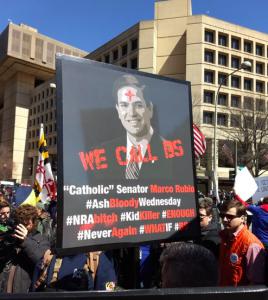 WE CALL BS
"Catholic" Senator Marco Rubio
#AshBloodyWednesday
#NRAbitch #KidKiller #ENOUGH
#NeverAgain #WHATIF